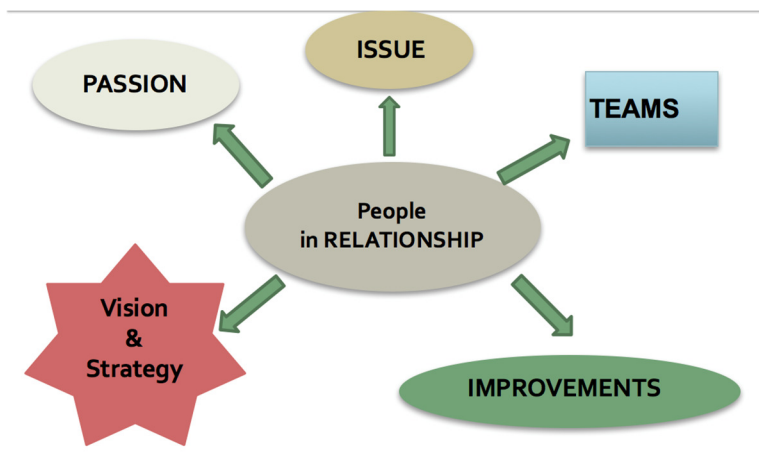 ISSUE
PASSION
TEAMS
People
in RELATIONSHIP
Vision
&
Strategy
IMPROVEMENTS